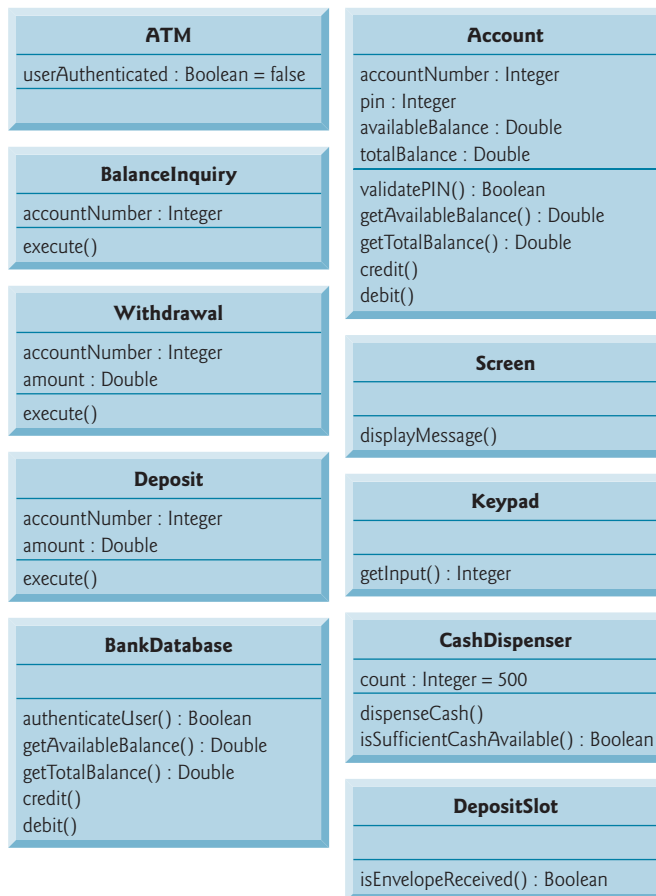 ATM
userAuthenticated : Boolean = false
BalanceInquiry
accountNumber : Integer
execute()
Withdrawal
accountNumber : Integer
amount : Double
execute()
Deposit
accountNumber : Integer
amount : Double
execute()
BankDatabase
authenticateUser() : Boolean
getAvailableBalance() : Double
getTotalBalance() : Double
credit()
debit()
Account
accountNumber : Integer
pin : Integer
availableBalance : Double
totalBalance : Double
validatePIN() : Boolean
getAvailableBalance() : Double
getTotalBalance() : Double
credit()
debit()
Screen
displayMessage()
Keypad
getInput() : Integer
CashDispenser
count : Integer = 500
dispenseCash()
isSufficientCashAvailable() : Boolean
DepositSlot
isEnvelopeReceived() : Boolean